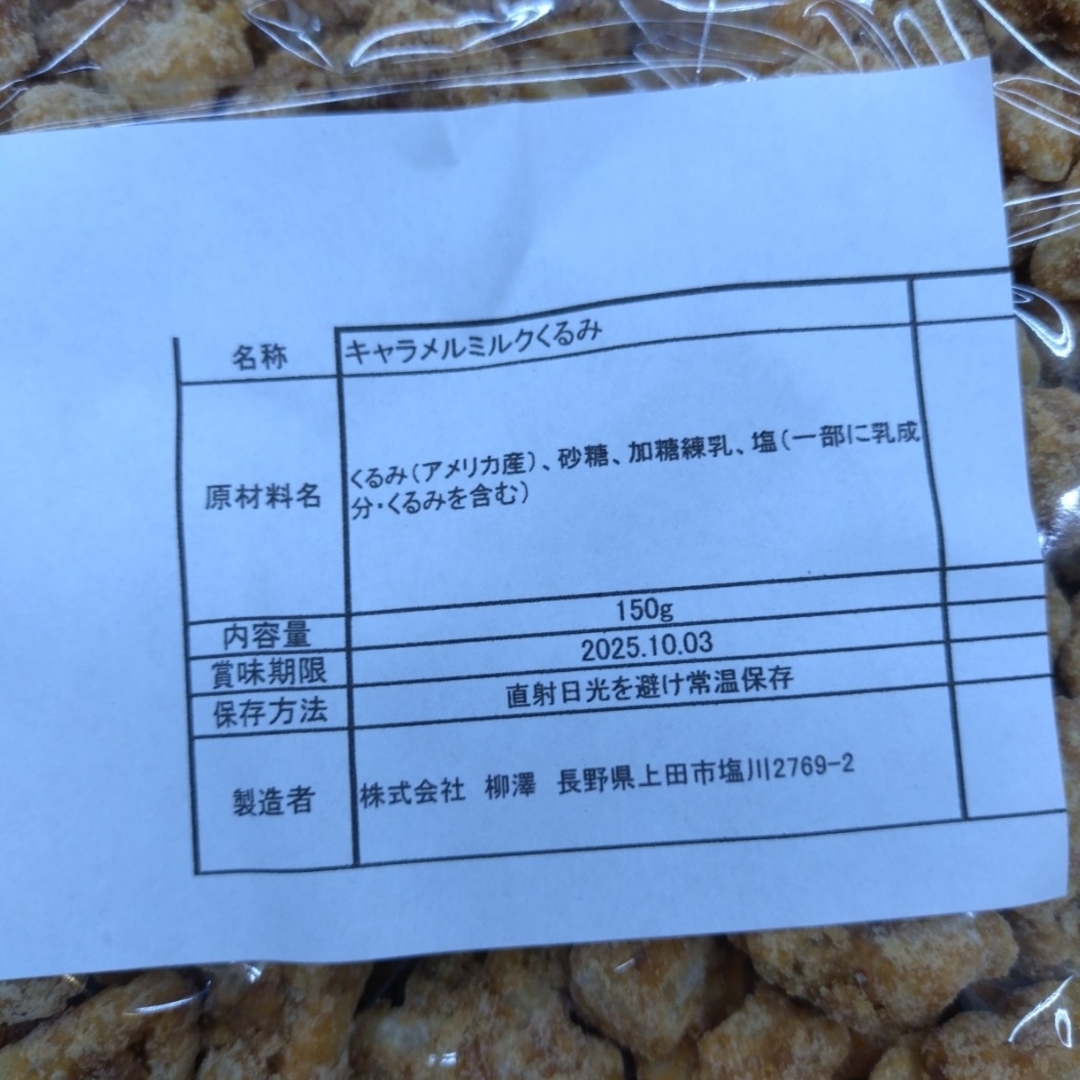 名称 キャラメルミルクくるみ
原材料名 くるみ(アメリカ産)、砂糖、加糖練乳、塩(一部に乳成
分・くるみを含む)
内容量 150g
賞味期限 2025.10.03
保存方法 直射日光を避け常温保存
製造者 株式会社 柳澤 長野県上田市塩川2769-2